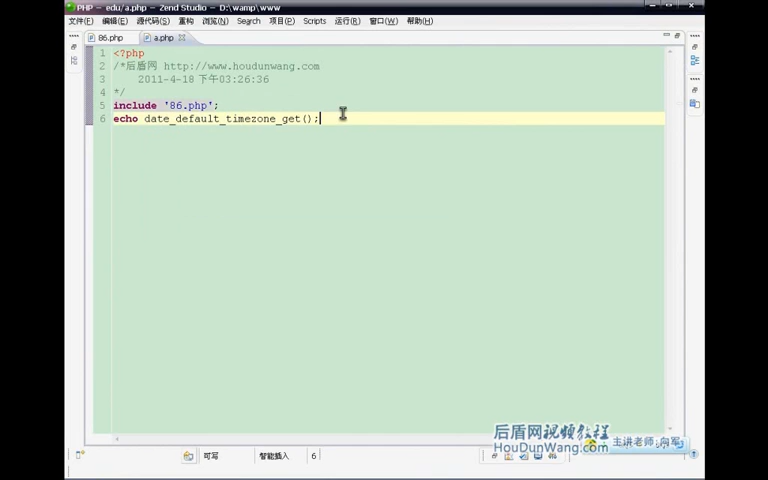 PHP - edu/a.php - Zend Studio - D:\wamp\www
文件(F) 编辑(E) 源代码(S) 重构 浏览(N) Search 项目(P) Scripts 运行(R) 窗口(W) 帮助(H)
86.php a.php
1 <?php
2 /*后盾网 http://www.houdunwang.com
3 2011-4-18 下午03:26:36
4 */
5 include '86.php';
6 echo date_default_timezone_get();
后盾网视频教程
HouDunWang.com
主讲老师:向军
可写 智能插入 6